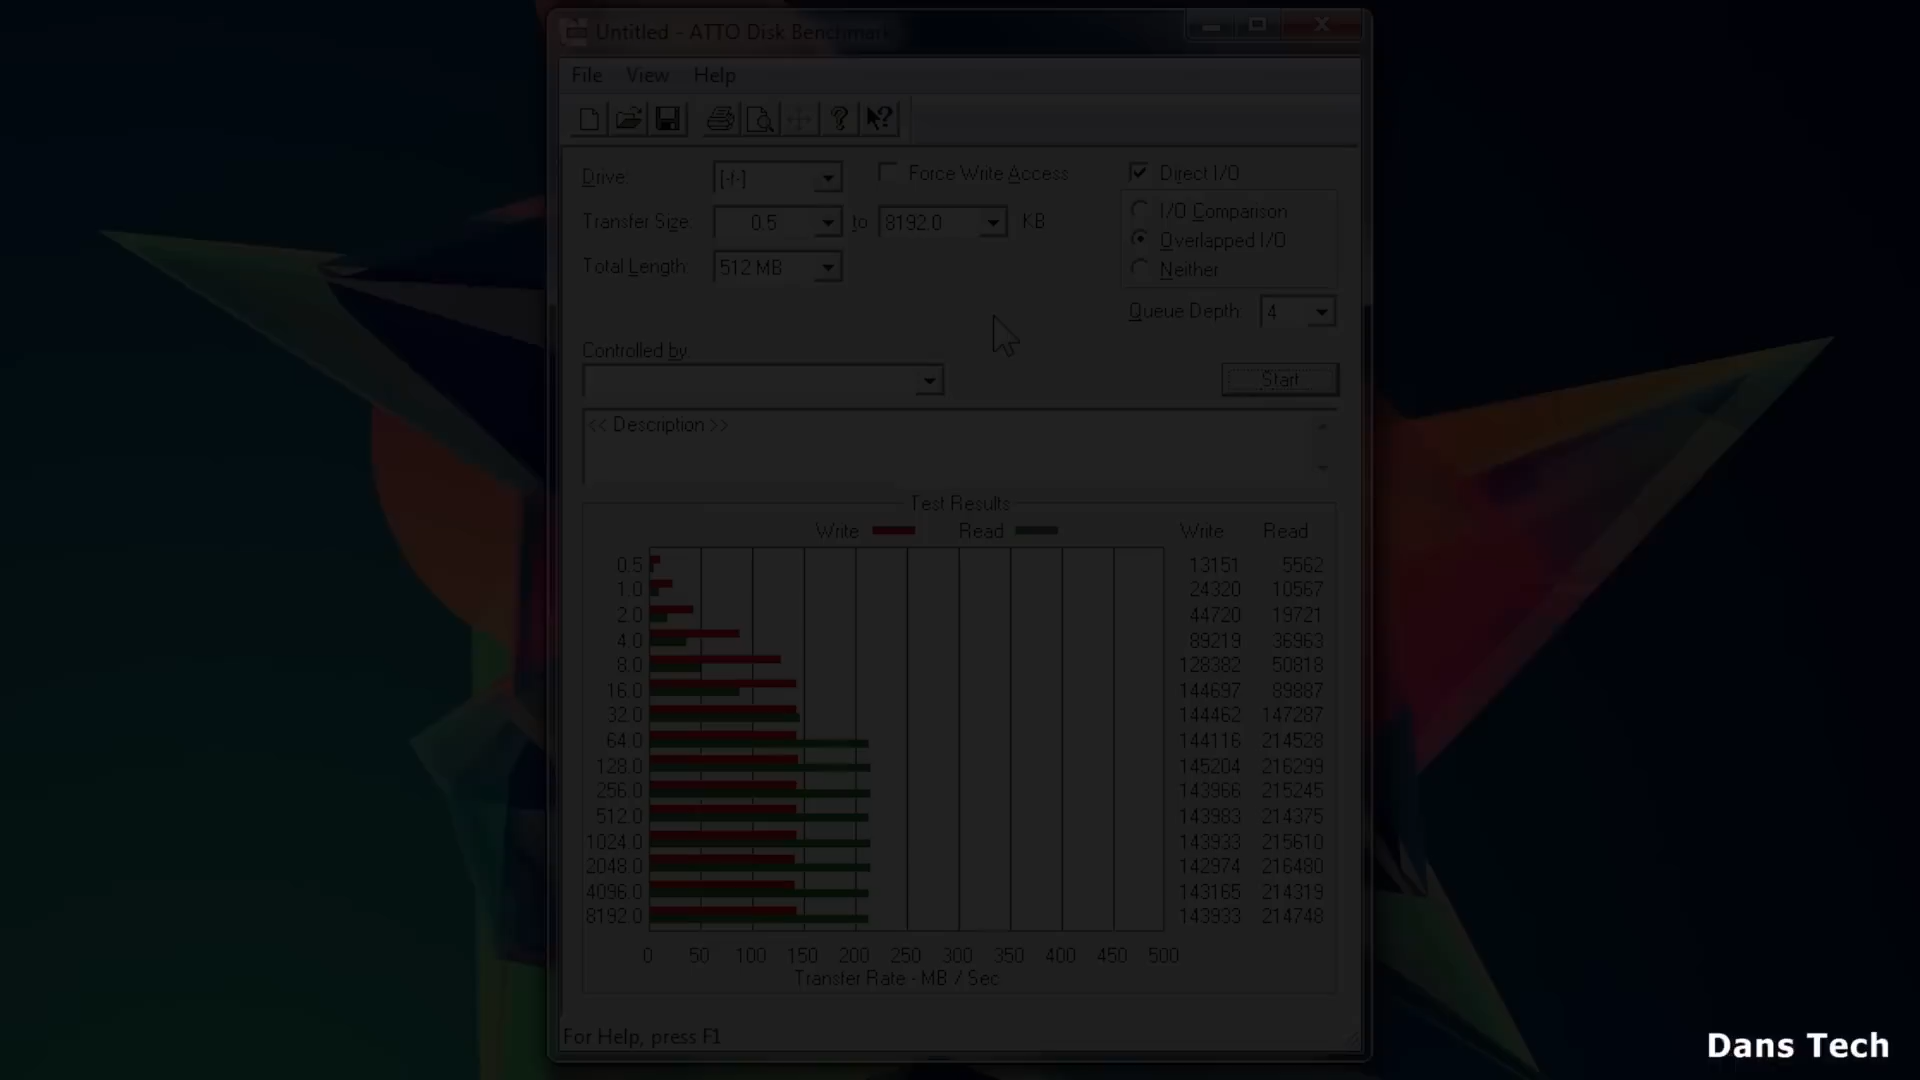 Untitled - ATTO Disk Benchmark
File View Help
Drive: [-f-] Force Write Access Direct I/O
Transfer Size: 0.5 to 8192.0 KB I/O Comparison
Overlapped I/O
Total Length: 512 MB Neither
Queue Depth: 4
Controlled by:
Start
<< Description >>
Test Results
Write Read Write Read
0.5 13151 5562
1.0 24320 10567
2.0 44720 19721
4.0 89219 36963
8.0 128382 50818
16.0 144697 89887
32.0 144462 147287
64.0 144116 214528
128.0 145204 216299
256.0 143966 215245
512.0 143983 214375
1024.0 143933 215610
2048.0 142974 216480
4096.0 143165 214319
8192.0 143933 214748
0 50 100 150 200 250 300 350 400 450 500
Transfer Rate - MB / Sec
For Help, press F1
Dans Tech